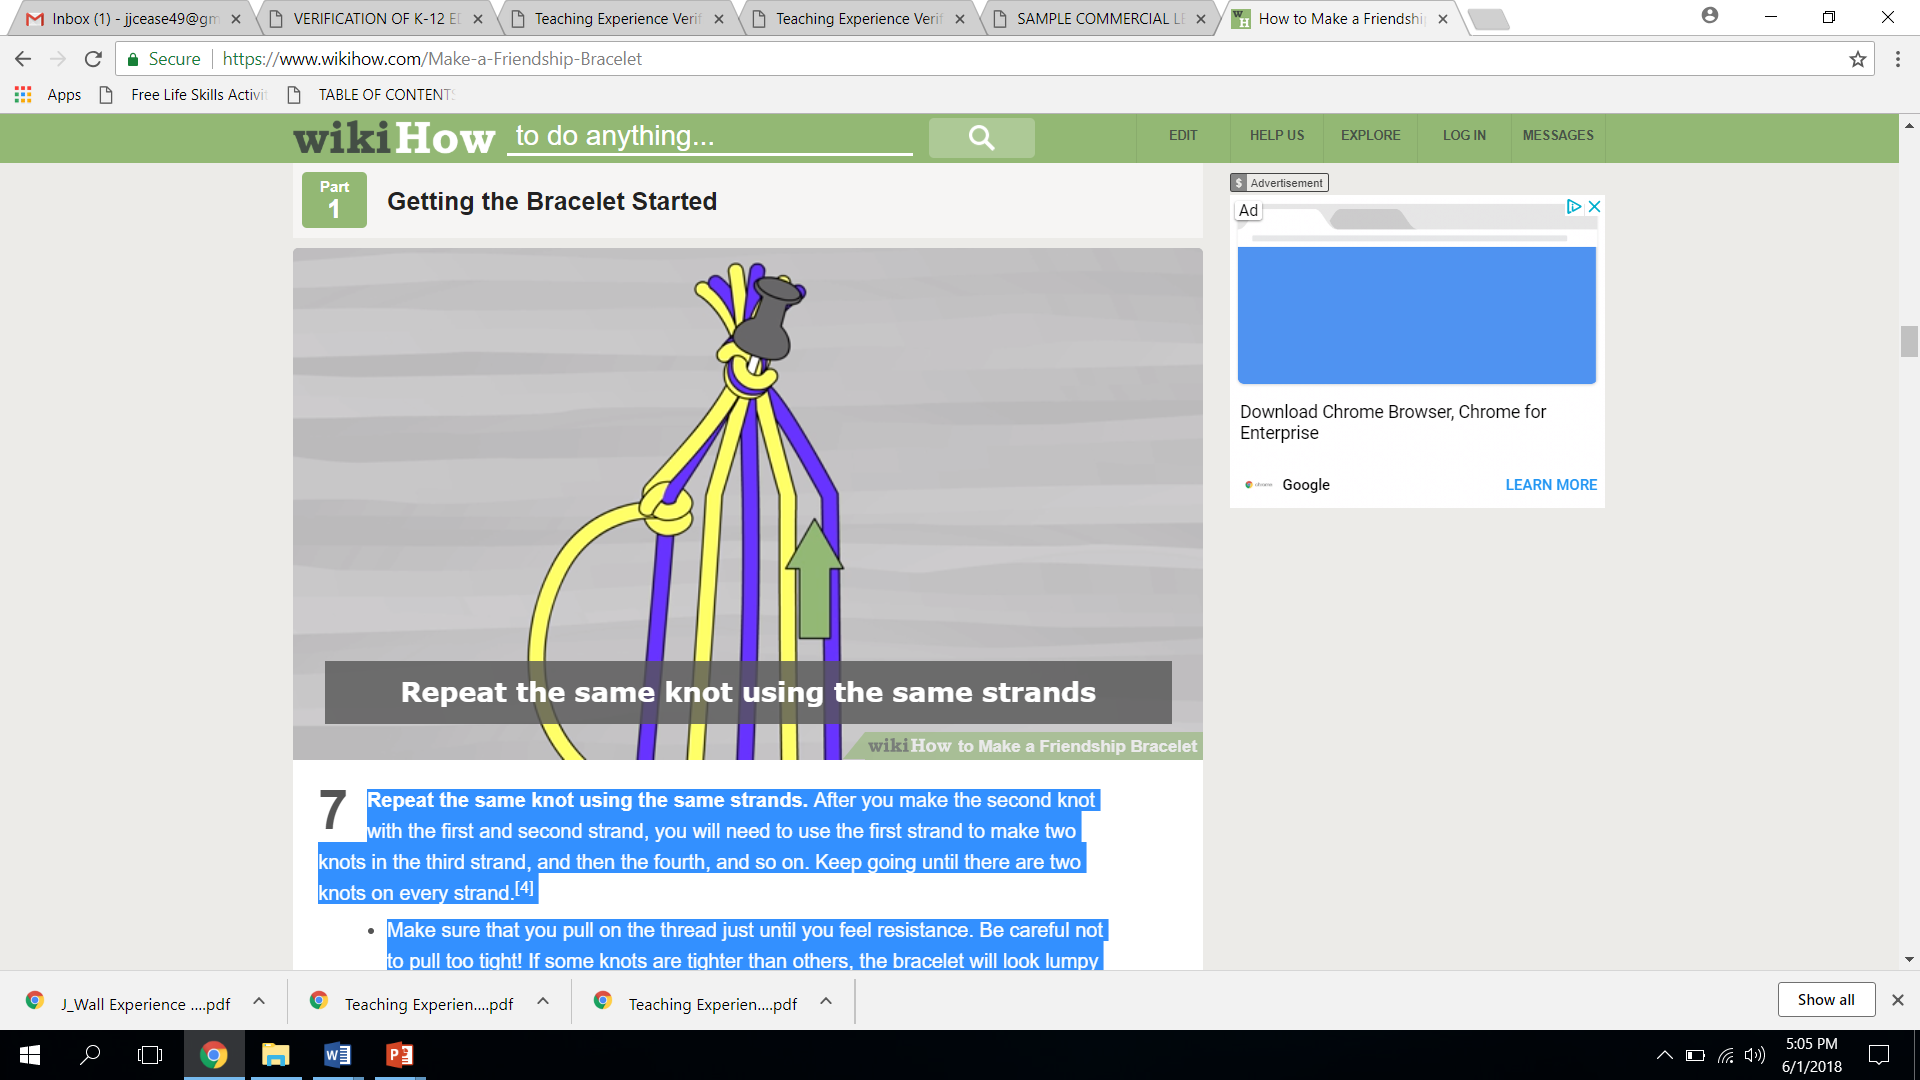 Inbox (1) - jjcease49@gm
VERIFICATION OF K-12 E
Teaching Experience Verif
Teaching Experience Verif
SAMPLE COMMERCIAL LE
How to Make a Friendshi
Secure
https://www.wikihow.com/Make-a-Friendship-Bracelet
Apps
Free Life Skills Activit
TABLE OF CONTENTS
wikiHow to do anything...
EDIT
HELP US
EXPLORE
LOG IN
MESSAGES
Part
1
Getting the Bracelet Started
Repeat the same knot using the same strands
wikiHow to Make a Friendship Bracelet
7
Repeat the same knot using the same strands. After you make the second knot
with the first and second strand, you will need to use the first strand to make two
knots in the third strand, and then the fourth, and so on. Keep going until there are two
knots on every strand.[4]
• Make sure that you pull on the thread just until you feel resistance. Be careful not
to pull too tight! If some knots are tighter than others, the bracelet will look lumpy
$ Advertisement
Ad
Download Chrome Browser, Chrome for
Enterprise
chrome
Google
LEARN MORE
J_Wall Experience ....pdf
Teaching Experien....pdf
Teaching Experien....pdf
Show all
5:05 PM
6/1/2018